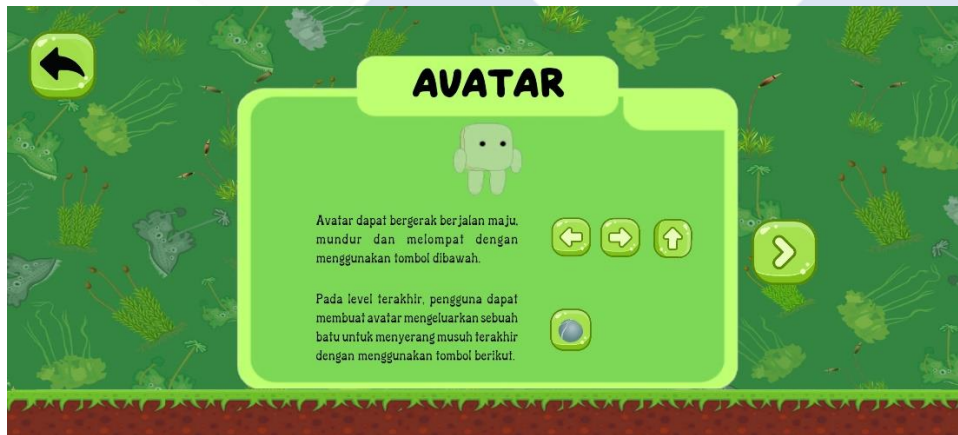 AVATAR
Avatar dapat bergerak berjalan maju,
mundur dan melompat dengan
menggunakan tombol dibawah.
Pada level terakhir, pengguna dapat
membuat avatar mengeluarkan sebuah
batu untuk menyerang musuh terakhir
dengan menggunakan tombol berikut.